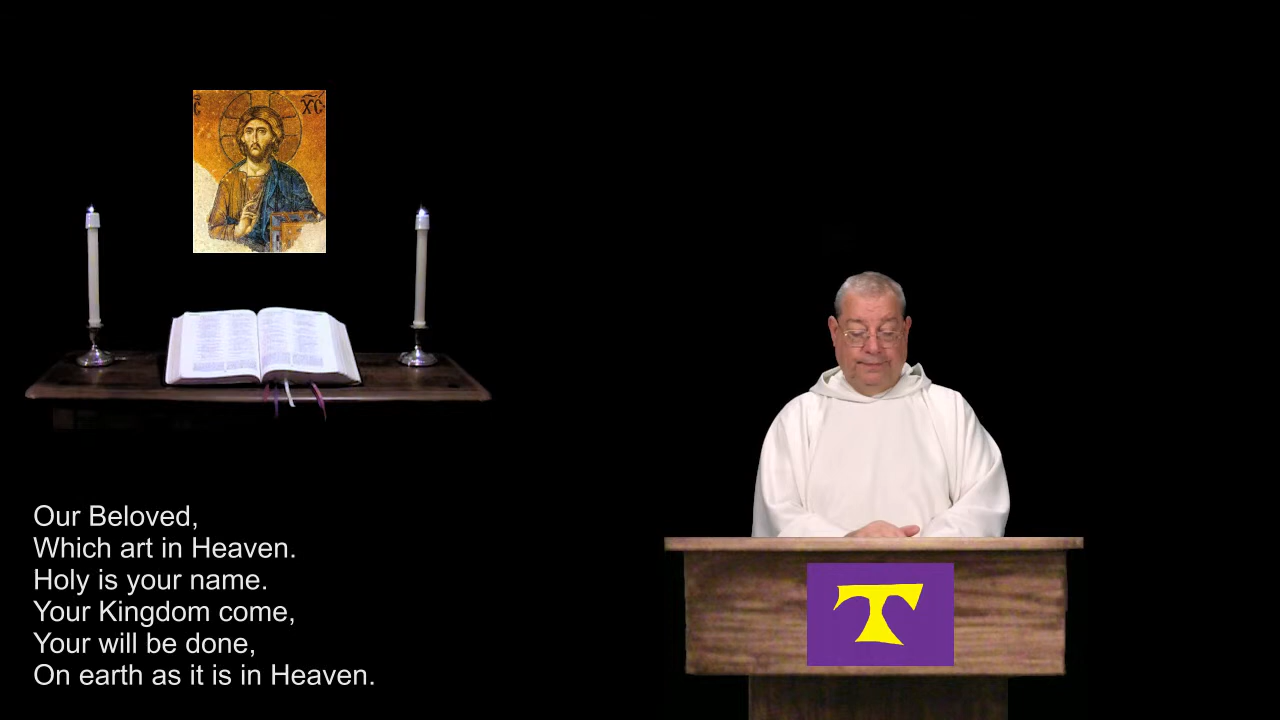 XC
Our Beloved,
Which art in Heaven.
Holy is your name.
Your Kingdom come,
Your will be done,
On earth as it is in Heaven.
T